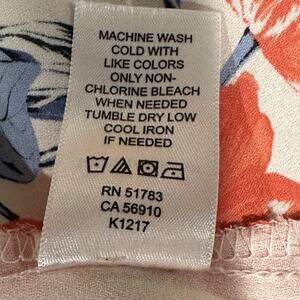 MACHINE WASH
COLD WITH
LIKE COLORS
ONLY NON-
CHLORINE BLEACH
WHEN NEEDED
TUMBLE DRY LOW
COOL IRON
IF NEEDED
RN 51783
CA 56910
K1217